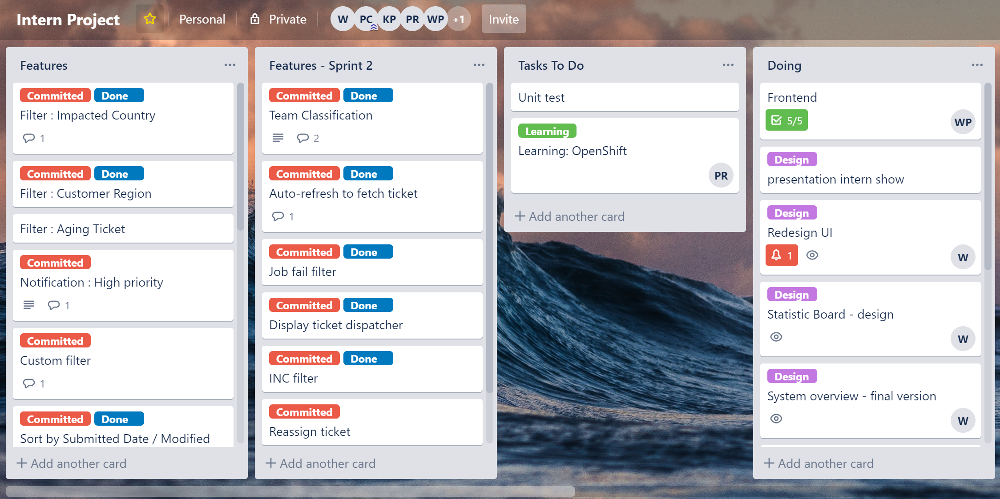 Intern Project
Personal
Private
W
PC
KP
PR
WP
+1
Invite
Features
Committed Done
Filter : Impacted Country
1
Committed Done
Filter : Customer Region
Filter : Aging Ticket
Committed
Notification : High priority
1
Committed
Custom filter
1
Committed Done
Sort by Submitted Date / Modified
+ Add another card
Features - Sprint 2
Committed Done
Team Classification
2
Committed Done
Auto-refresh to fetch ticket
1
Committed Done
Job fail filter
Committed Done
Display ticket dispatcher
Committed Done
INC filter
Committed
Reassign ticket
+ Add another card
Tasks To Do
Unit test
Learning
Learning: OpenShift
PR
+ Add another card
Doing
Frontend
5/5
WP
Design
presentation intern show
Design
Redesign UI
1
W
Design
Statistic Board - design
W
Design
System overview - final version
W
+ Add another card